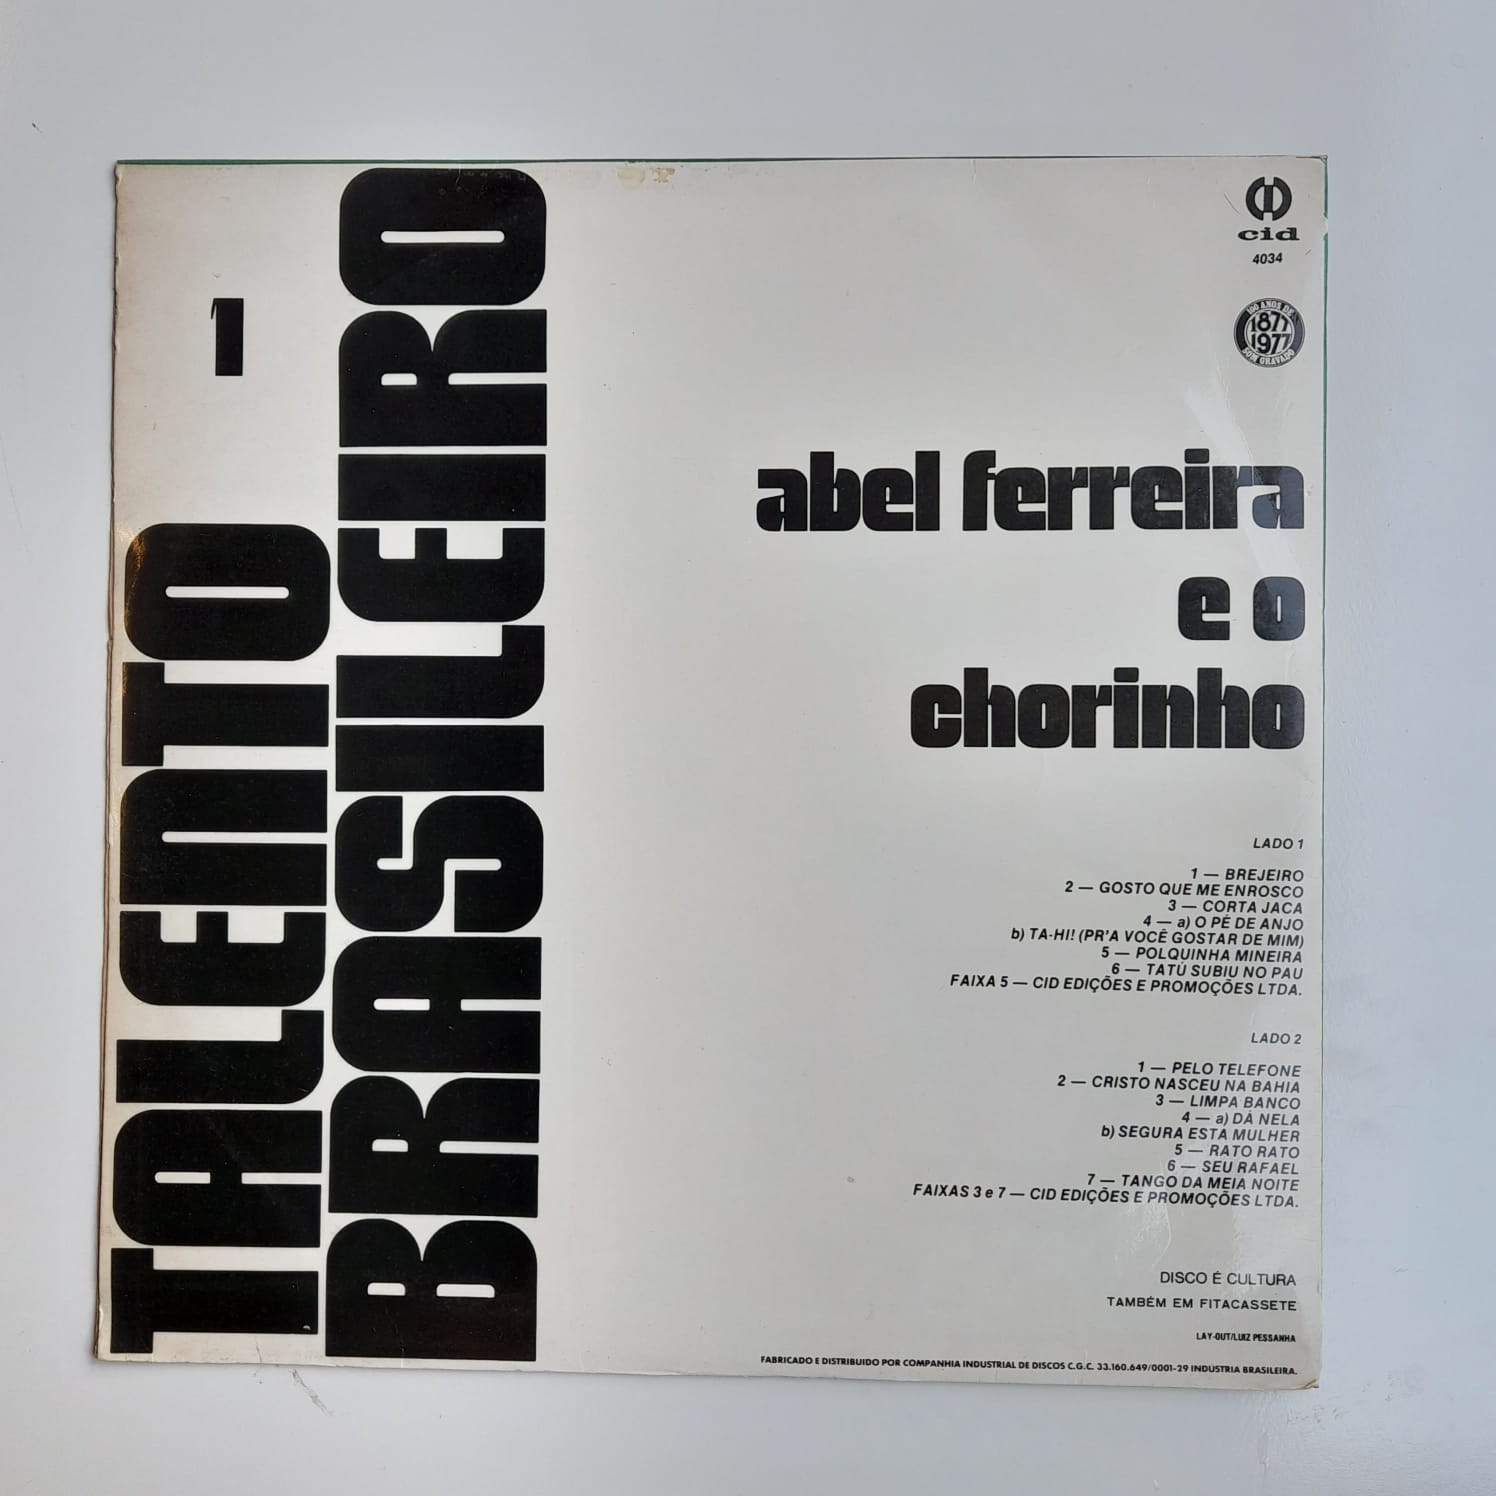 TALENTO - 1
BRASILEIRO
cid
4034
100 ANOS DE
1877
1977
SOM GRAVADO
abel ferreira
e o
chorinho
LADO 1
1 — BREJEIRO
2 — GOSTO QUE ME ENROSCO
3 — CORTA JACA
4 — a) O PÉ DE ANJO
b) TA-HI! (PR'A VOCÊ GOSTAR DE MIM)
5 — POLQUINHA MINEIRA
6 — TATÚ SUBIU NO PAU
FAIXA 5 — CID EDIÇÕES E PROMOÇÕES LTDA.
LADO 2
1 — PELO TELEFONE
2 — CRISTO NASCEU NA BAHIA
3 — LIMPA BANCO
4 — a) DÁ NELA
b) SEGURA ESTA MULHER
5 — RATO RATO
6 — SEU RAFAEL
7 — TANGO DA MEIA NOITE
FAIXAS 3 e 7 — CID EDIÇÕES E PROMOÇÕES LTDA.
DISCO É CULTURA
TAMBÉM EM FITACASSETE
LAY-OUT/LUIZ PESSANHA
FABRICADO E DISTRIBUIDO POR COMPANHIA INDUSTRIAL DE DISCOS C.G.C. 33.160.649/0001-29 INDÚSTRIA BRASILEIRA.